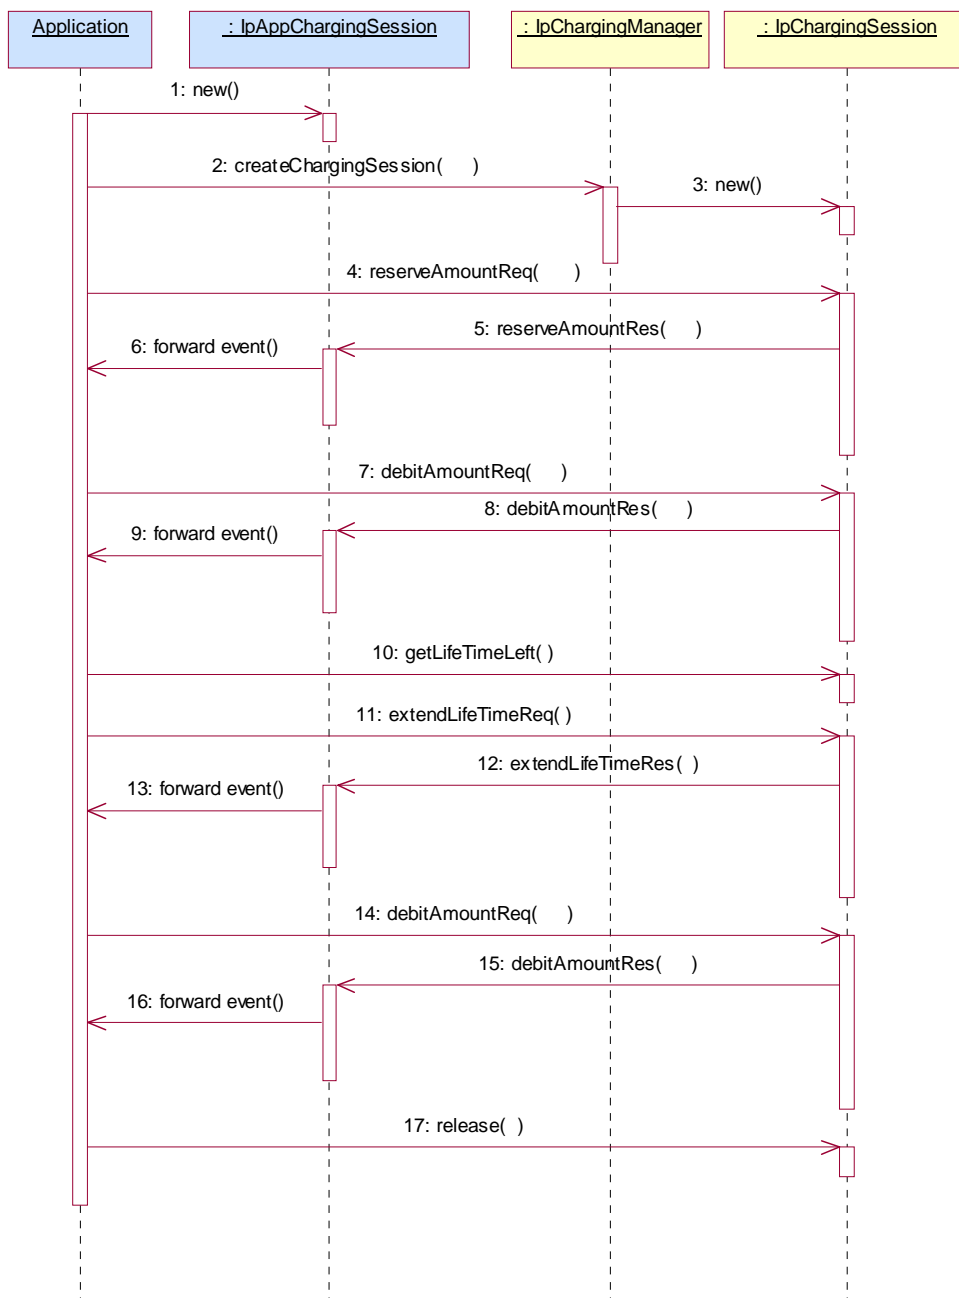 Application
: IpAppChargingSession
: IpChargingManager
: IpChargingSession
1: new()
2: createChargingSession( )
3: new()
4: reserveAmountReq( )
5: reserveAmountRes( )
6: forward event()
7: debitAmountReq( )
8: debitAmountRes( )
9: forward event()
10: getLifeTimeLeft( )
11: extendLifeTimeReq( )
12: extendLifeTimeRes( )
13: forward event()
14: debitAmountReq( )
15: debitAmountRes( )
16: forward event()
17: release( )